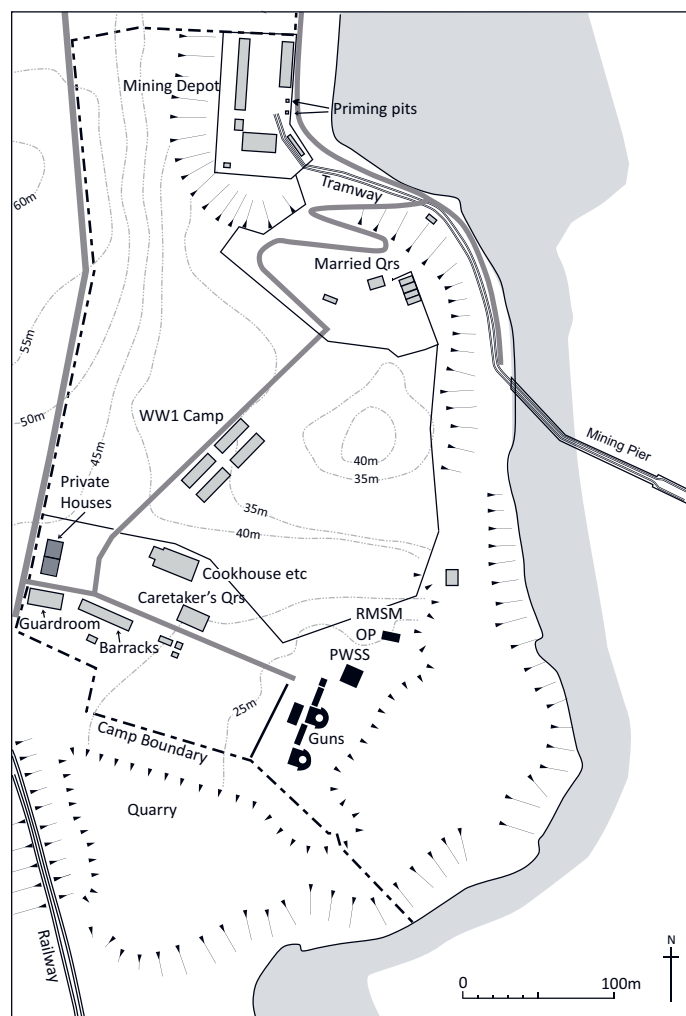 Mining Depot
Priming pits
Tramway
60m
Married Qrs
55m
50m
WW1 Camp
45m
40m
35m
Mining Pier
Private
Houses
35m
40m
Cookhouse etc
Caretaker's Qrs
Guardroom
Barracks
RMSM
OP
PWSS
25m
Guns
Camp Boundary
Quarry
Railway
N
0
100m